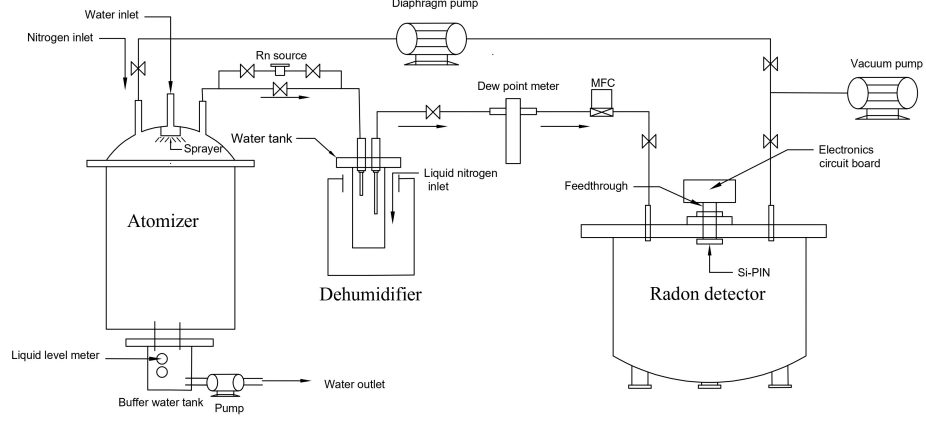 Diaphragm pump
Water inlet
Nitrogen inlet
Rn source
Vacuum pump
Dew point meter
MFC
Sprayer
Water tank
Liquid nitrogen
inlet
Electronics
circuit board
Feedthrough
Atomizer
Si-PIN
Dehumidifier
Radon detector
Liquid level meter
Water outlet
Buffer water tank
Pump